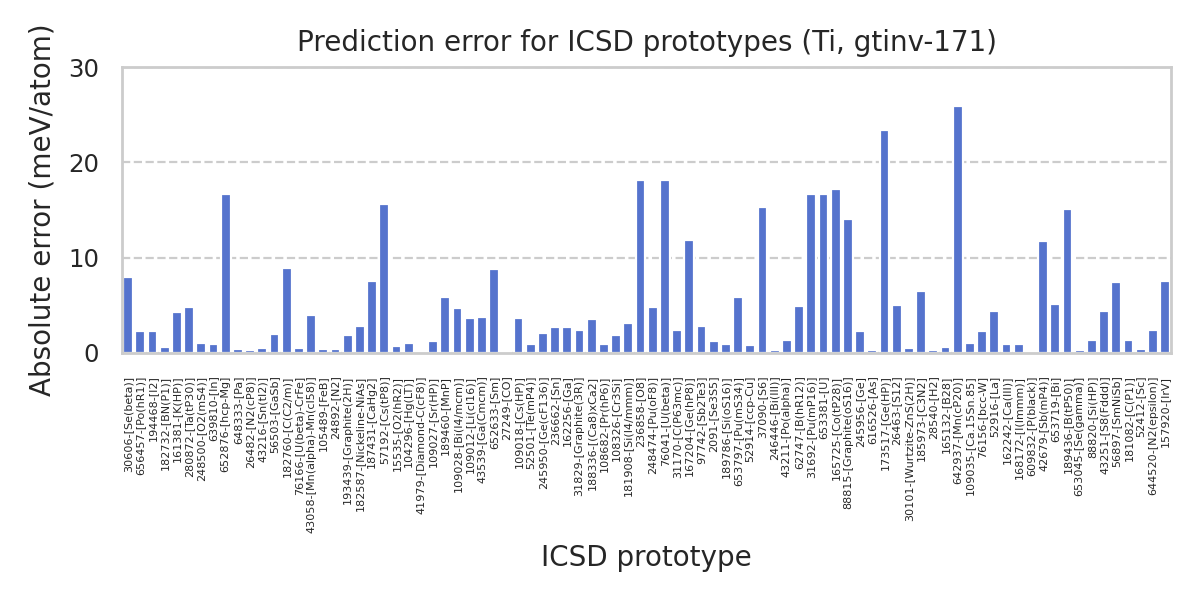 Prediction error for ICSD prototypes (Ti, gtinv-171)
Absolute error (meV/atom)
30
20
10
0
30606-[Se(beta)]
656457-[Po(hR1)]
194468-[I2]
182732-[BN(P1)]
16381-[K(HP)]
280872-[Ta(tP30)]
248500-[O2(mS4)]
639810-[In]
652876-[hcp-Mg]
64833-[Pa]
26482-[N2(cP8)]
43216-[Sn(tI2)]
56503-[GaSb]
182760-[C(C2/m)]
76166-[U(beta)-CrFe]
43058-[Mn(alpha)-Mn(cI58)]
105489-[FeB]
24892-[N2]
193439-[Graphite(2H)]
182587-[Nickeline-NiAs]
187431-[CaHg2]
57192-[Cs(tP8)]
15535-[O2(hR2)]
104296-[Hg(LT)]
41979-[Diamond-C(cF8)]
109027-[Sr(HP)]
189460-[MnP]
109028-[Bi(I4/mcm)]
109012-[Li(cI16)]
43539-[Ga(Cmcm)]
652633-[Sm]
27249-[CO]
109018-[Cs(HP)]
52501-[Te(mP4)]
245950-[Ge(cF136)]
236662-[Sn]
162256-[Ga]
31829-[Graphite(3R)]
188336-[(Ca8)xCa2]
108682-[Pr(hP6)]
108326-[Cr3Si]
181908-[Si(I4/mmm)]
236858-[O8]
248474-[Pu(oF8)]
76041-[U(beta)]
31170-[C(P63mc)]
167204-[Ge(hP8)]
97742-[Sb2Te3]
2091-[Se3S5]
189786-[Si(oS16)]
653797-[Pu(mS34)]
52914-[ccp-Cu]
37090-[S6]
246446-[Bi(III)]
43211-[Po(alpha)]
62747-[B(hR12)]
31692-[Pu(mP16)]
653381-[U]
165725-[Co(tP28)]
88815-[Graphite(oS16)]
245956-[Ge]
616526-[As]
173517-[Ge(HP)]
26463-[S12]
30101-[Wurtzite-ZnS(2H)]
185973-[C3N2]
28540-[H2]
165132-[B28]
642937-[Mn(cP20)]
109035-[Ca.15Sn.85]
76156-[bcc-W]
52916-[La]
162242-[Ca(III)]
168172-[I(Immm)]
609832-[P(black)]
42679-[Sb(mP4)]
653719-[Bi]
189436-[B(tP50)]
653045-[Se(gamma)]
88820-[Si(HP)]
43251-[S8(Fddd)]
56897-[SmNiSb]
181082-[C(P1)]
52412-[Sc]
644520-[N2(epsilon)]
157920-[IrV]
ICSD prototype